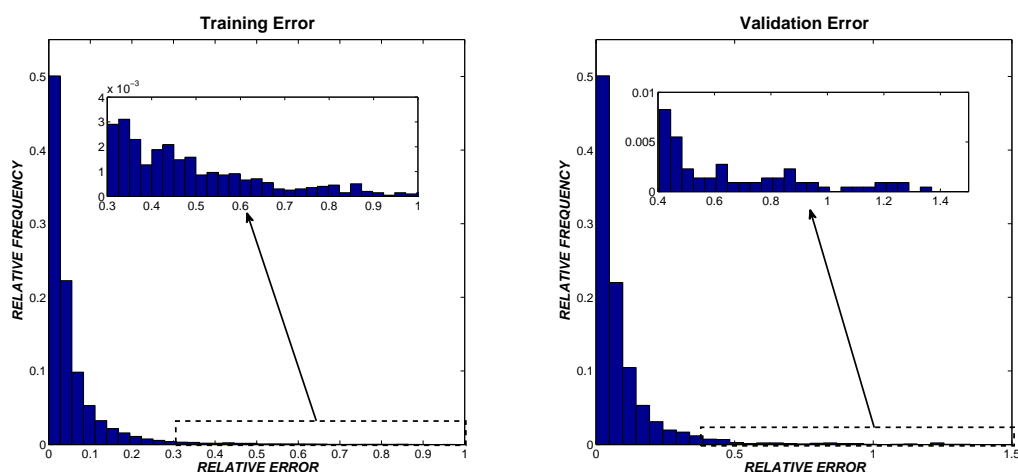 Training Error
RELATIVE FREQUENCY
0.5
0.4
0.3
0.2
0.1
0
0 0.1 0.2 0.3 0.4 0.5 0.6 0.7 0.8 0.9 1
RELATIVE ERROR
x 10⁻³
4
3
2
1
0
0.3 0.4 0.5 0.6 0.7 0.8 0.9 1
Validation Error
RELATIVE FREQUENCY
0.5
0.4
0.3
0.2
0.1
0
0 0.5 1 1.5
RELATIVE ERROR
0.01
0.005
0
0.4 0.6 0.8 1 1.2 1.4